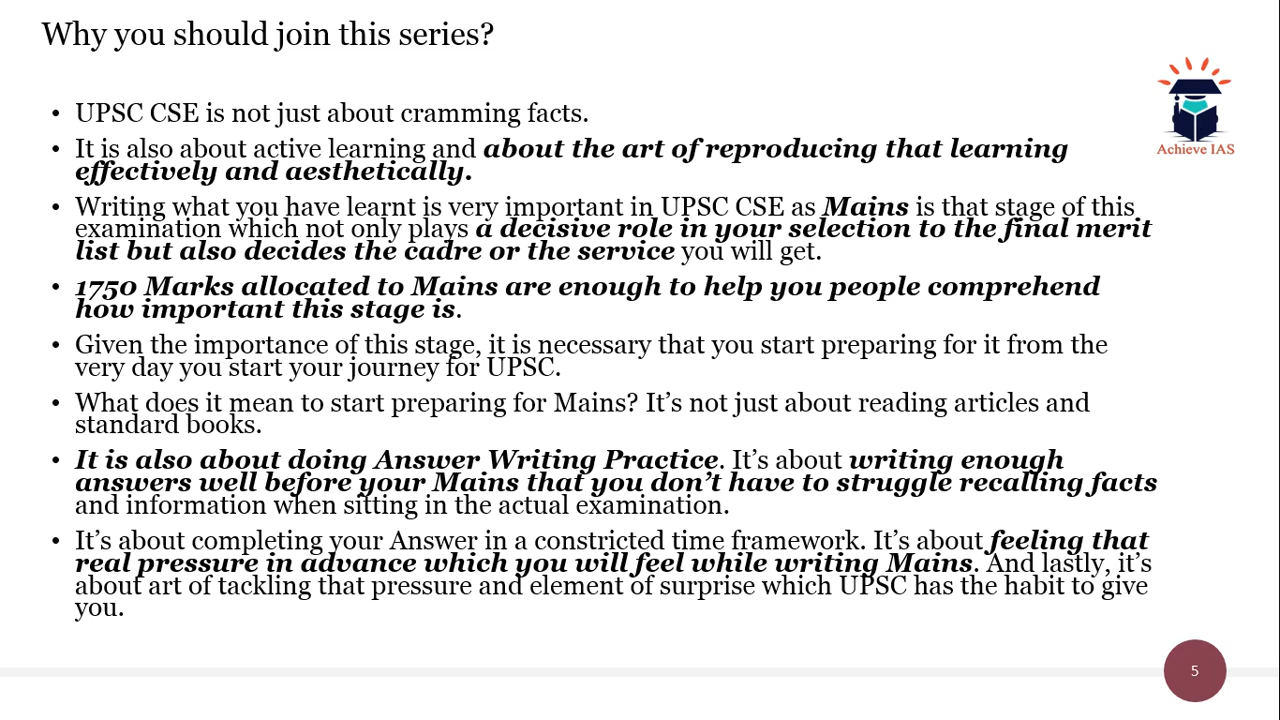 Why you should join this series?
Achieve IAS
• UPSC CSE is not just about cramming facts.
• It is also about active learning and about the art of reproducing that learning
effectively and aesthetically.
• Writing what you have learnt is very important in UPSC CSE as Mains is that stage of this
examination which not only plays a decisive role in your selection to the final merit
list but also decides the cadre or the service you will get.
• 1750 Marks allocated to Mains are enough to help you people comprehend
how important this stage is.
• Given the importance of this stage, it is necessary that you start preparing for it from the
very day you start your journey for UPSC.
• What does it mean to start preparing for Mains? It’s not just about reading articles and
standard books.
• It is also about doing Answer Writing Practice. It’s about writing enough
answers well before your Mains that you don’t have to struggle recalling facts
and information when sitting in the actual examination.
• It’s about completing your Answer in a constricted time framework. It’s about feeling that
real pressure in advance which you will feel while writing Mains. And lastly, it’s
about art of tackling that pressure and element of surprise which UPSC has the habit to give
you.
5